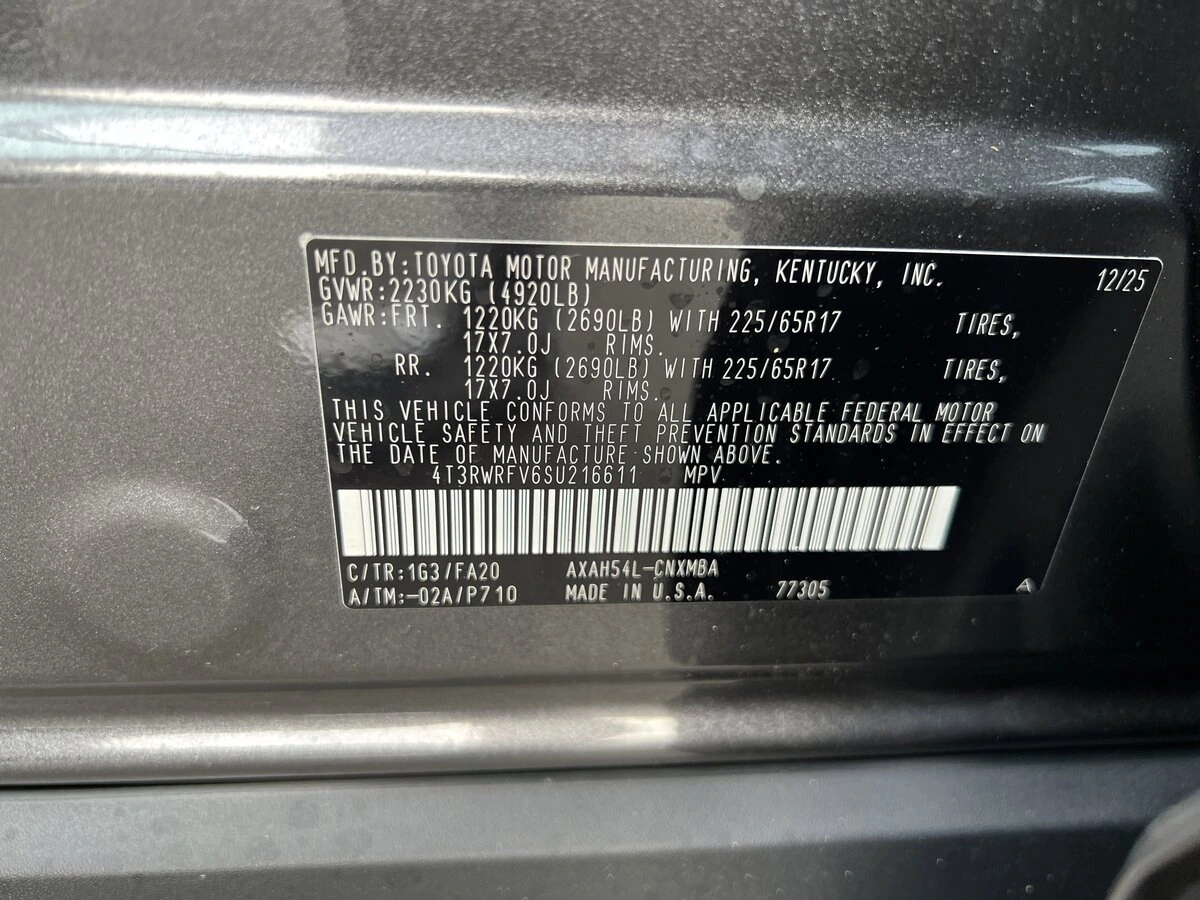 MFD.BY:TOYOTA MOTOR MANUFACTURING, KENTUCKY, INC. 12/25
GVWR:2230KG (4920LB)
GAWR:FRT. 1220KG (2690LB) WITH 225/65R17 TIRES,
17X7.0J RIMS.
RR. 1220KG (2690LB) WITH 225/65R17 TIRES,
17X7.0J RIMS.
THIS VEHICLE CONFORMS TO ALL APPLICABLE FEDERAL MOTOR
VEHICLE SAFETY AND THEFT PREVENTION STANDARDS IN EFFECT ON
THE DATE OF MANUFACTURE SHOWN ABOVE.
4T3RWRFV6SU216611 MPV
C/TR:1G3/FA20 AXAH54L-CNXMBA
A/TM:-02A/P710 MADE IN U.S.A. 77305 A